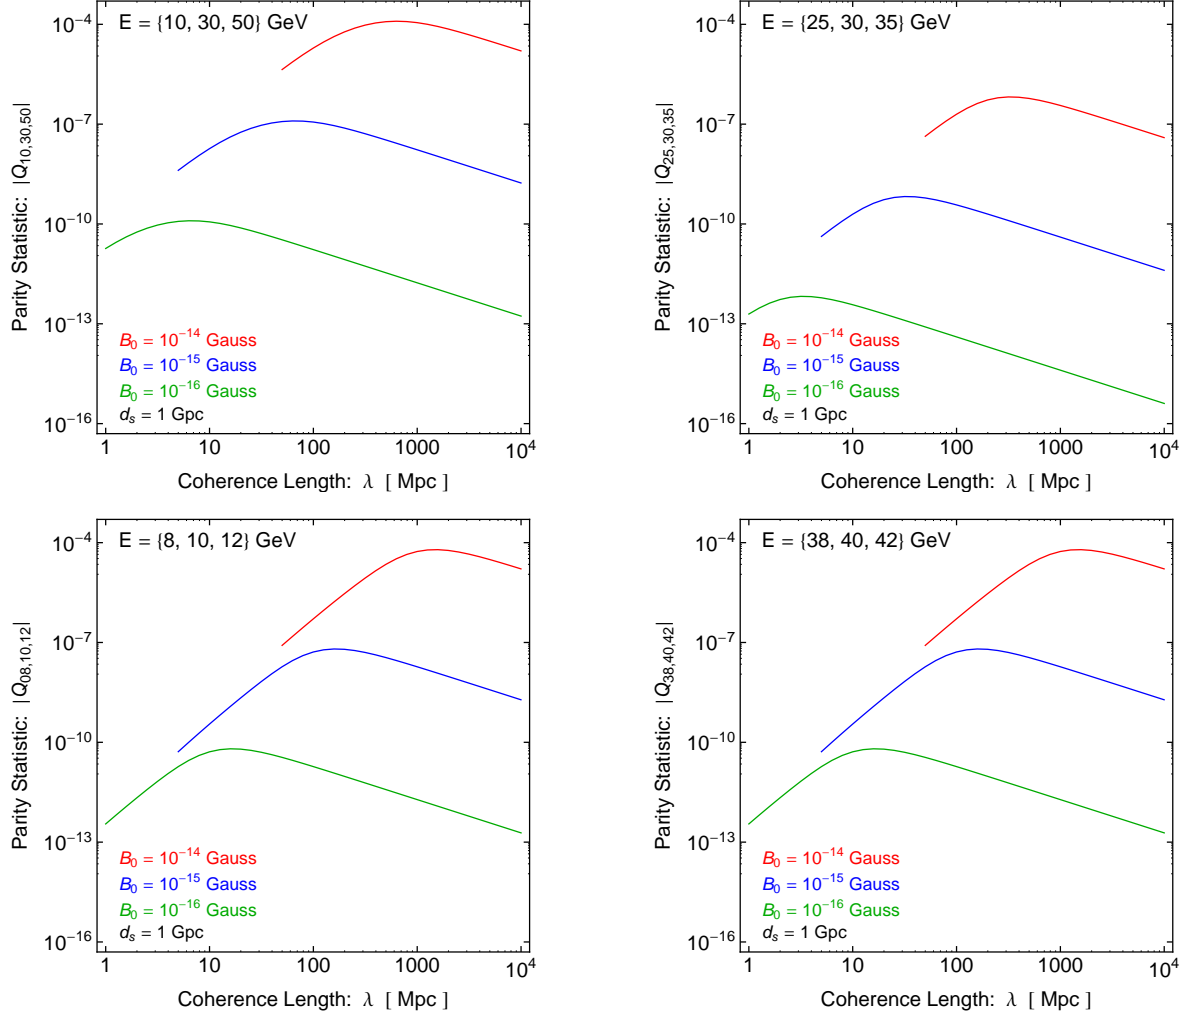 E = {10, 30, 50} GeV
Parity Statistic: |Q10,30,50|
10−4
10−7
10−10
10−13
10−16
B0 = 10−14 Gauss
B0 = 10−15 Gauss
B0 = 10−16 Gauss
ds = 1 Gpc
1 10 100 1000 104
Coherence Length: λ [ Mpc ]
E = {25, 30, 35} GeV
Parity Statistic: |Q25,30,35|
10−4
10−7
10−10
10−13
10−16
B0 = 10−14 Gauss
B0 = 10−15 Gauss
B0 = 10−16 Gauss
ds = 1 Gpc
1 10 100 1000 104
Coherence Length: λ [ Mpc ]
E = {8, 10, 12} GeV
Parity Statistic: |Q08,10,12|
10−4
10−7
10−10
10−13
10−16
B0 = 10−14 Gauss
B0 = 10−15 Gauss
B0 = 10−16 Gauss
ds = 1 Gpc
1 10 100 1000 104
Coherence Length: λ [ Mpc ]
E = {38, 40, 42} GeV
Parity Statistic: |Q38,40,42|
10−4
10−7
10−10
10−13
10−16
B0 = 10−14 Gauss
B0 = 10−15 Gauss
B0 = 10−16 Gauss
ds = 1 Gpc
1 10 100 1000 104
Coherence Length: λ [ Mpc ]